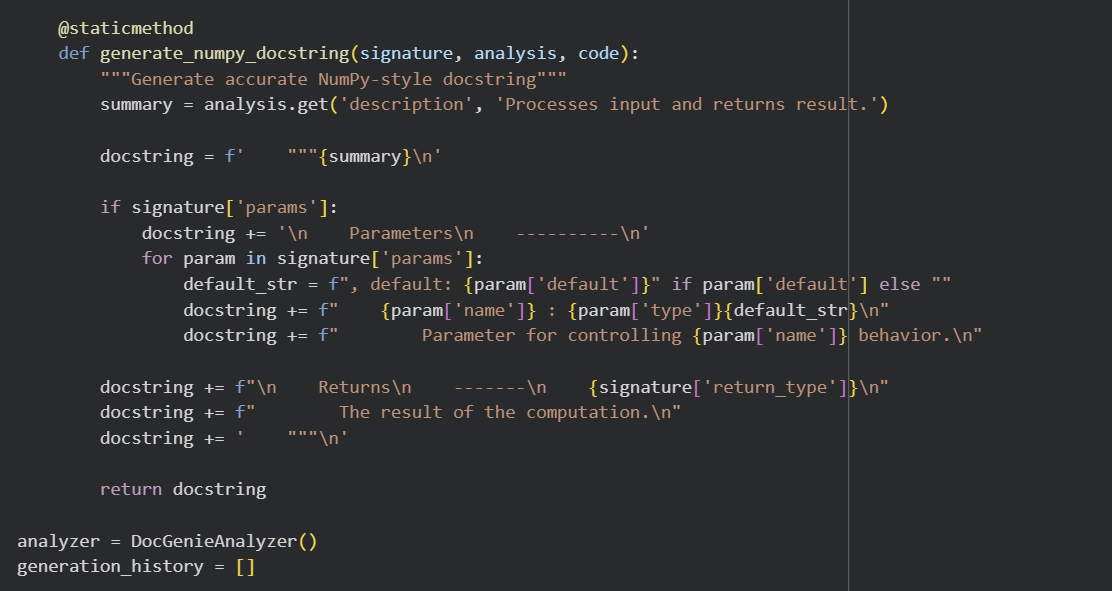 @staticmethod
    def generate_numpy_docstring(signature, analysis, code):
        """Generate accurate NumPy-style docstring"""
        summary = analysis.get('description', 'Processes input and returns result.')

        docstring = f'    """{summary}\n'

        if signature['params']:
            docstring += '\n    Parameters\n    ----------\n'
            for param in signature['params']:
                default_str = f", default: {param['default']}" if param['default'] else ""
                docstring += f"    {param['name']} : {param['type']}{default_str}\n"
                docstring += f"        Parameter for controlling {param['name']} behavior.\n"

        docstring += f"\n    Returns\n    -------\n    {signature['return_type']}\n"
        docstring += f"        The result of the computation.\n"
        docstring += '    """\n'

        return docstring

analyzer = DocGenieAnalyzer()
generation_history = []